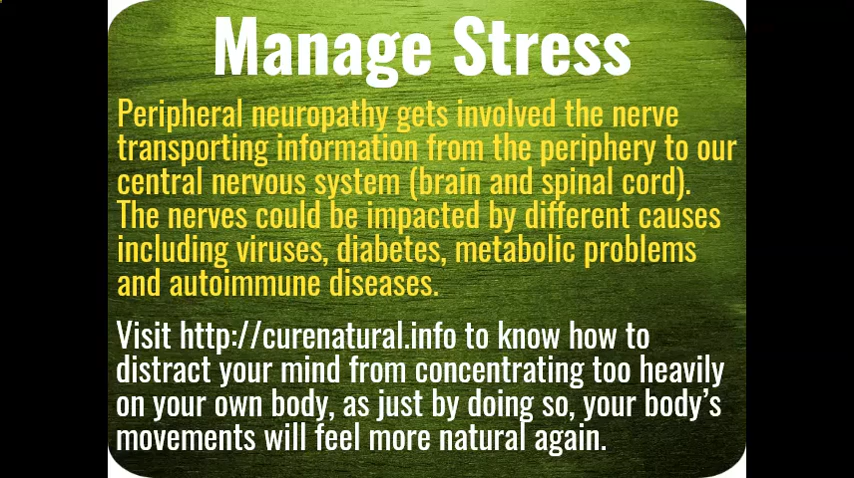 Manage Stress
Peripheral neuropathy gets involved the nerve
transporting information from the periphery to our
central nervous system (brain and spinal cord).
The nerves could be impacted by different causes
including viruses, diabetes, metabolic problems
and autoimmune diseases.
Visit http://curenatural.info to know how to
distract your mind from concentrating too heavily
on your own body, as just by doing so, your body's
movements will feel more natural again.